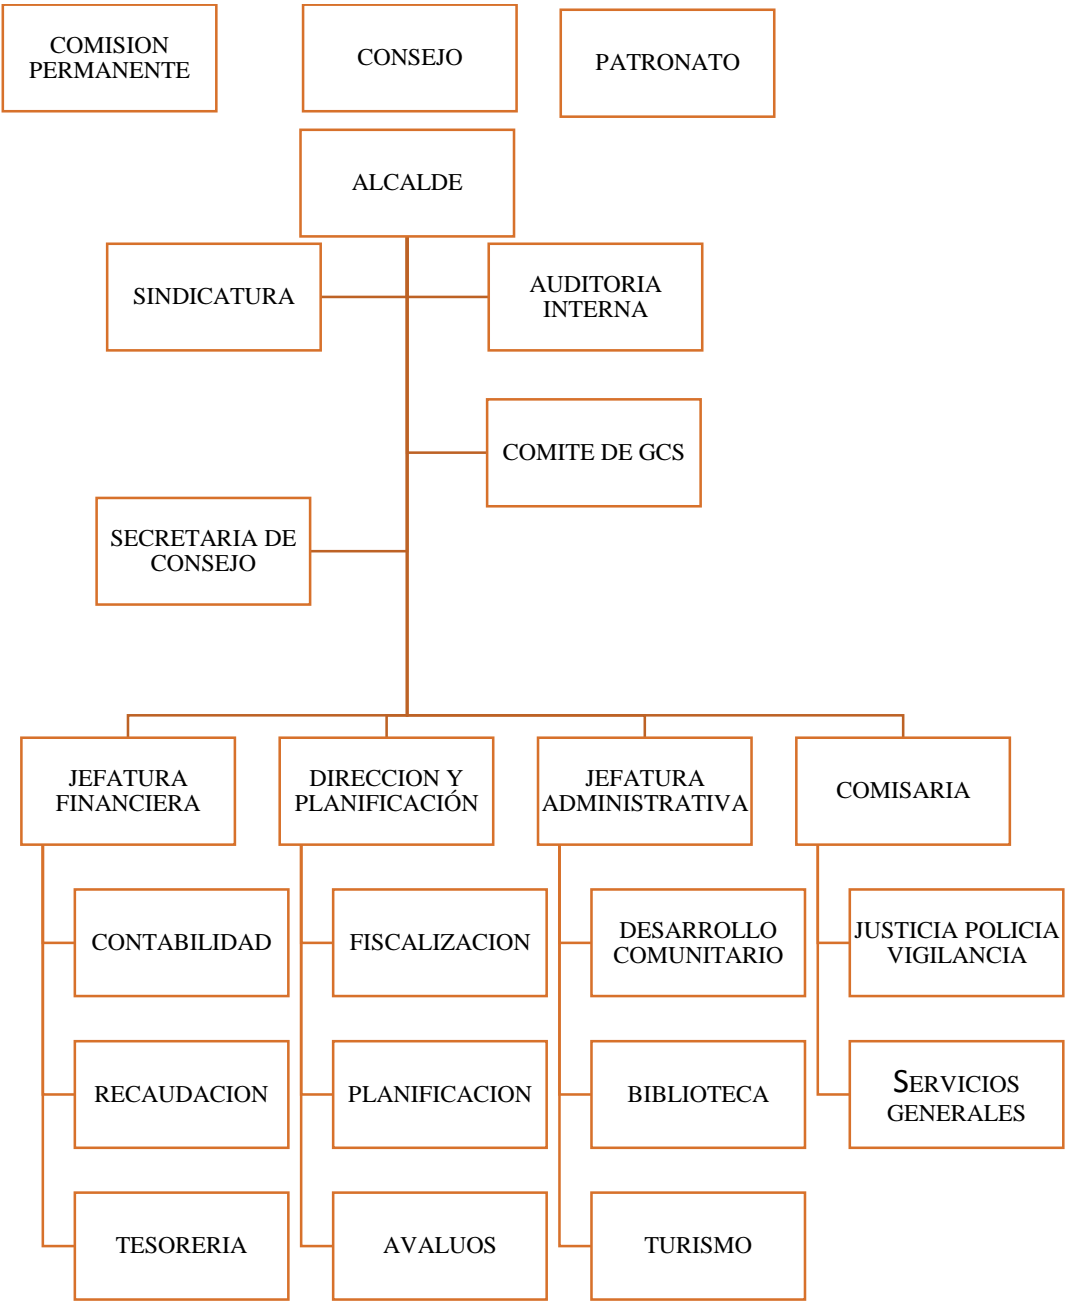 COMISION
PERMANENTE
CONSEJO
PATRONATO
ALCALDE
SINDICATURA
AUDITORIA
INTERNA
COMITE DE GCS
SECRETARIA DE
CONSEJO
JEFATURA
FINANCIERA
DIRECCION Y
PLANIFICACIÓN
JEFATURA
ADMINISTRATIVA
COMISARIA
CONTABILIDAD
FISCALIZACION
DESARROLLO
COMUNITARIO
JUSTICIA POLICIA
VIGILANCIA
RECAUDACION
PLANIFICACION
BIBLIOTECA
SERVICIOS
GENERALES
TESORERIA
AVALUOS
TURISMO